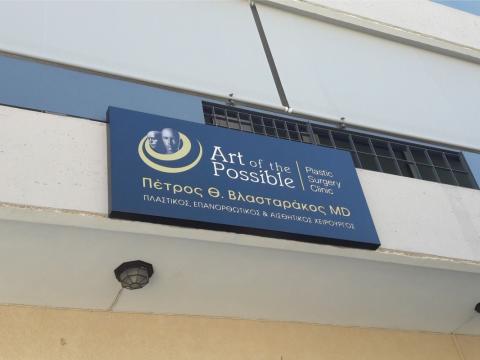 Art of the
Possible
Plastic
Surgery
Clinic
Πέτρος Θ. Βλασταράκος MD
ΠΛΑΣΤΙΚΟΣ, ΕΠΑΝΟΡΘΩΤΙΚΟΣ & ΑΙΣΘΗΤΙΚΟΣ ΧΕΙΡΟΥΡΓΟΣ